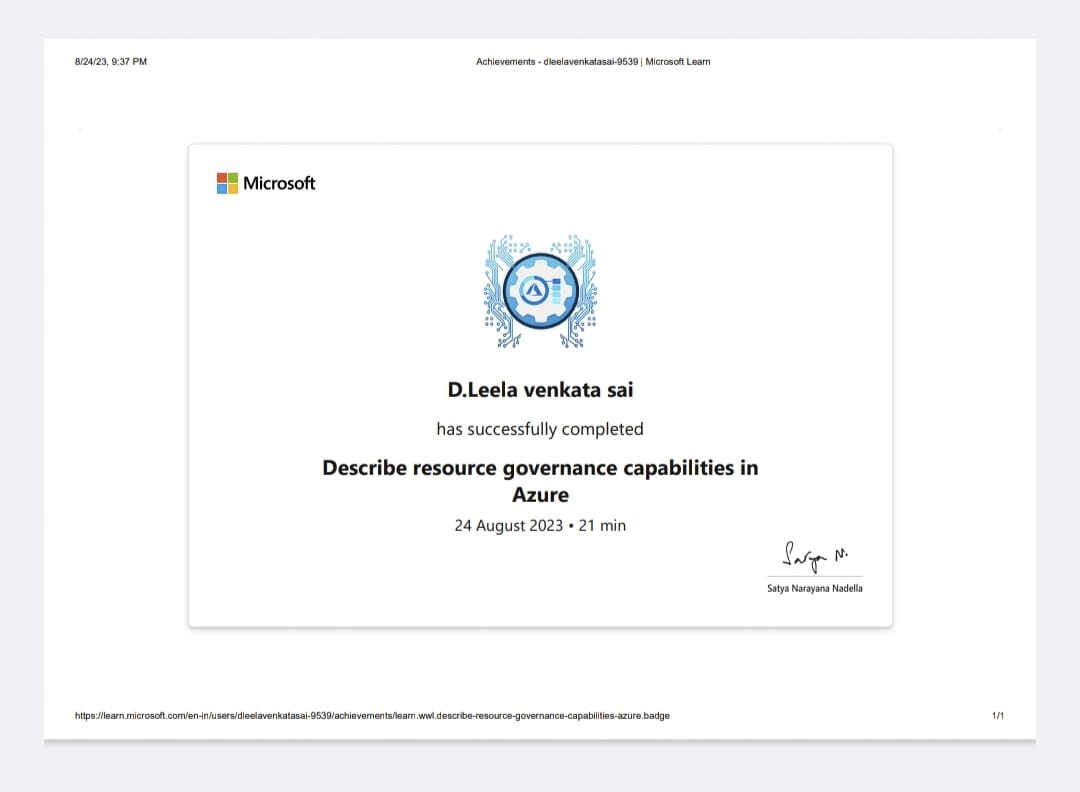 8/24/23, 9:37 PM
Achievements - dleelavenkatasai-9539 | Microsoft Learn
Microsoft
D.Leela venkata sai
has successfully completed
Describe resource governance capabilities in
Azure
24 August 2023 • 21 min
Satya N.
Satya Narayana Nadella
https://learn.microsoft.com/en-in/users/dleelavenkatasai-9539/achievements/learn.wwl.describe-resource-governance-capabilities-azure.badge
1/1